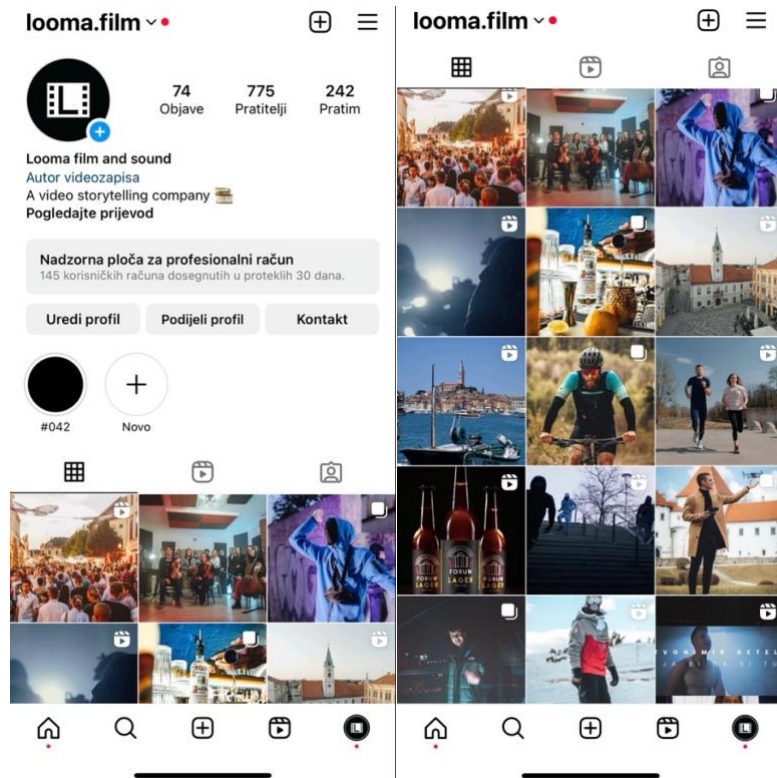 looma.film
L
74
775
242
Objave
Pratitelji
Pratim
Looma film and sound
Autor videozapisa
A video storytelling company
Pogledajte prijevod
Nadzorna ploča za profesionalni račun
145 korisničkih računa dosegnutih u proteklih 30 dana.
Uredi profil
Podijeli profil
Kontakt
#042
Novo
looma.film
FORUM
LAGER
FORUM
LAGER
FORUM
LAGER